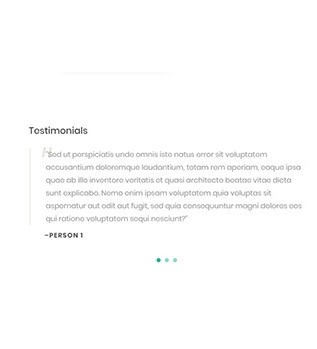 Testimonials
"Sed ut perspiciatis unde omnis iste natus error sit voluptatem
accusantium doloremque laudantium, totam rem aperiam, eaque ipsa
quae ab illo inventore veritatis et quasi architecto beatae vitae dicta
sunt explicabo. Nemo enim ipsam voluptatem quia voluptas sit
aspernatur aut odit aut fugit, sed quia consequuntur magni dolores eos
qui ratione voluptatem sequi nesciunt?"
–PERSON 1